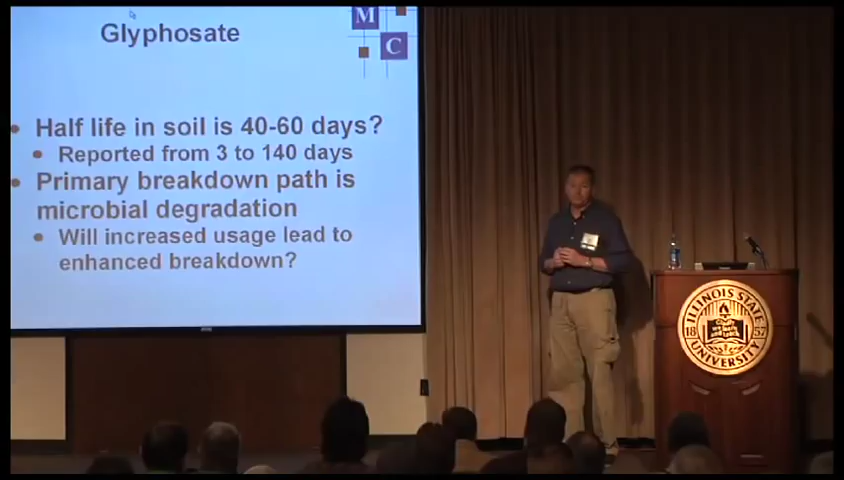 Glyphosate
M
C
Half life in soil is 40-60 days?
Reported from 3 to 140 days
Primary breakdown path is
microbial degradation
Will increased usage lead to
enhanced breakdown?
ILLINOIS STATE
18 57
UNIVERSITY